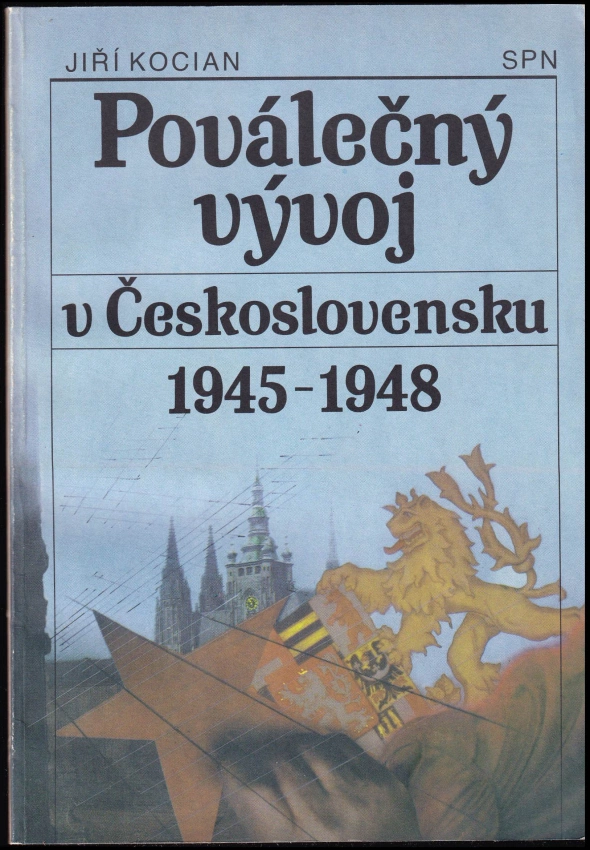 JIŘÍ KOCIAN SPN
Poválečný
vývoj
v Československu
1945-1948